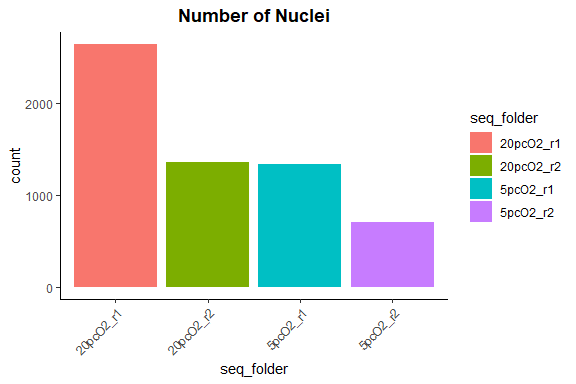 Number of Nuclei
count
2000
1000
0
20pcO2_r1
20pcO2_r2
5pcO2_r1
5pcO2_r2
seq_folder
seq_folder
20pcO2_r1
20pcO2_r2
5pcO2_r1
5pcO2_r2